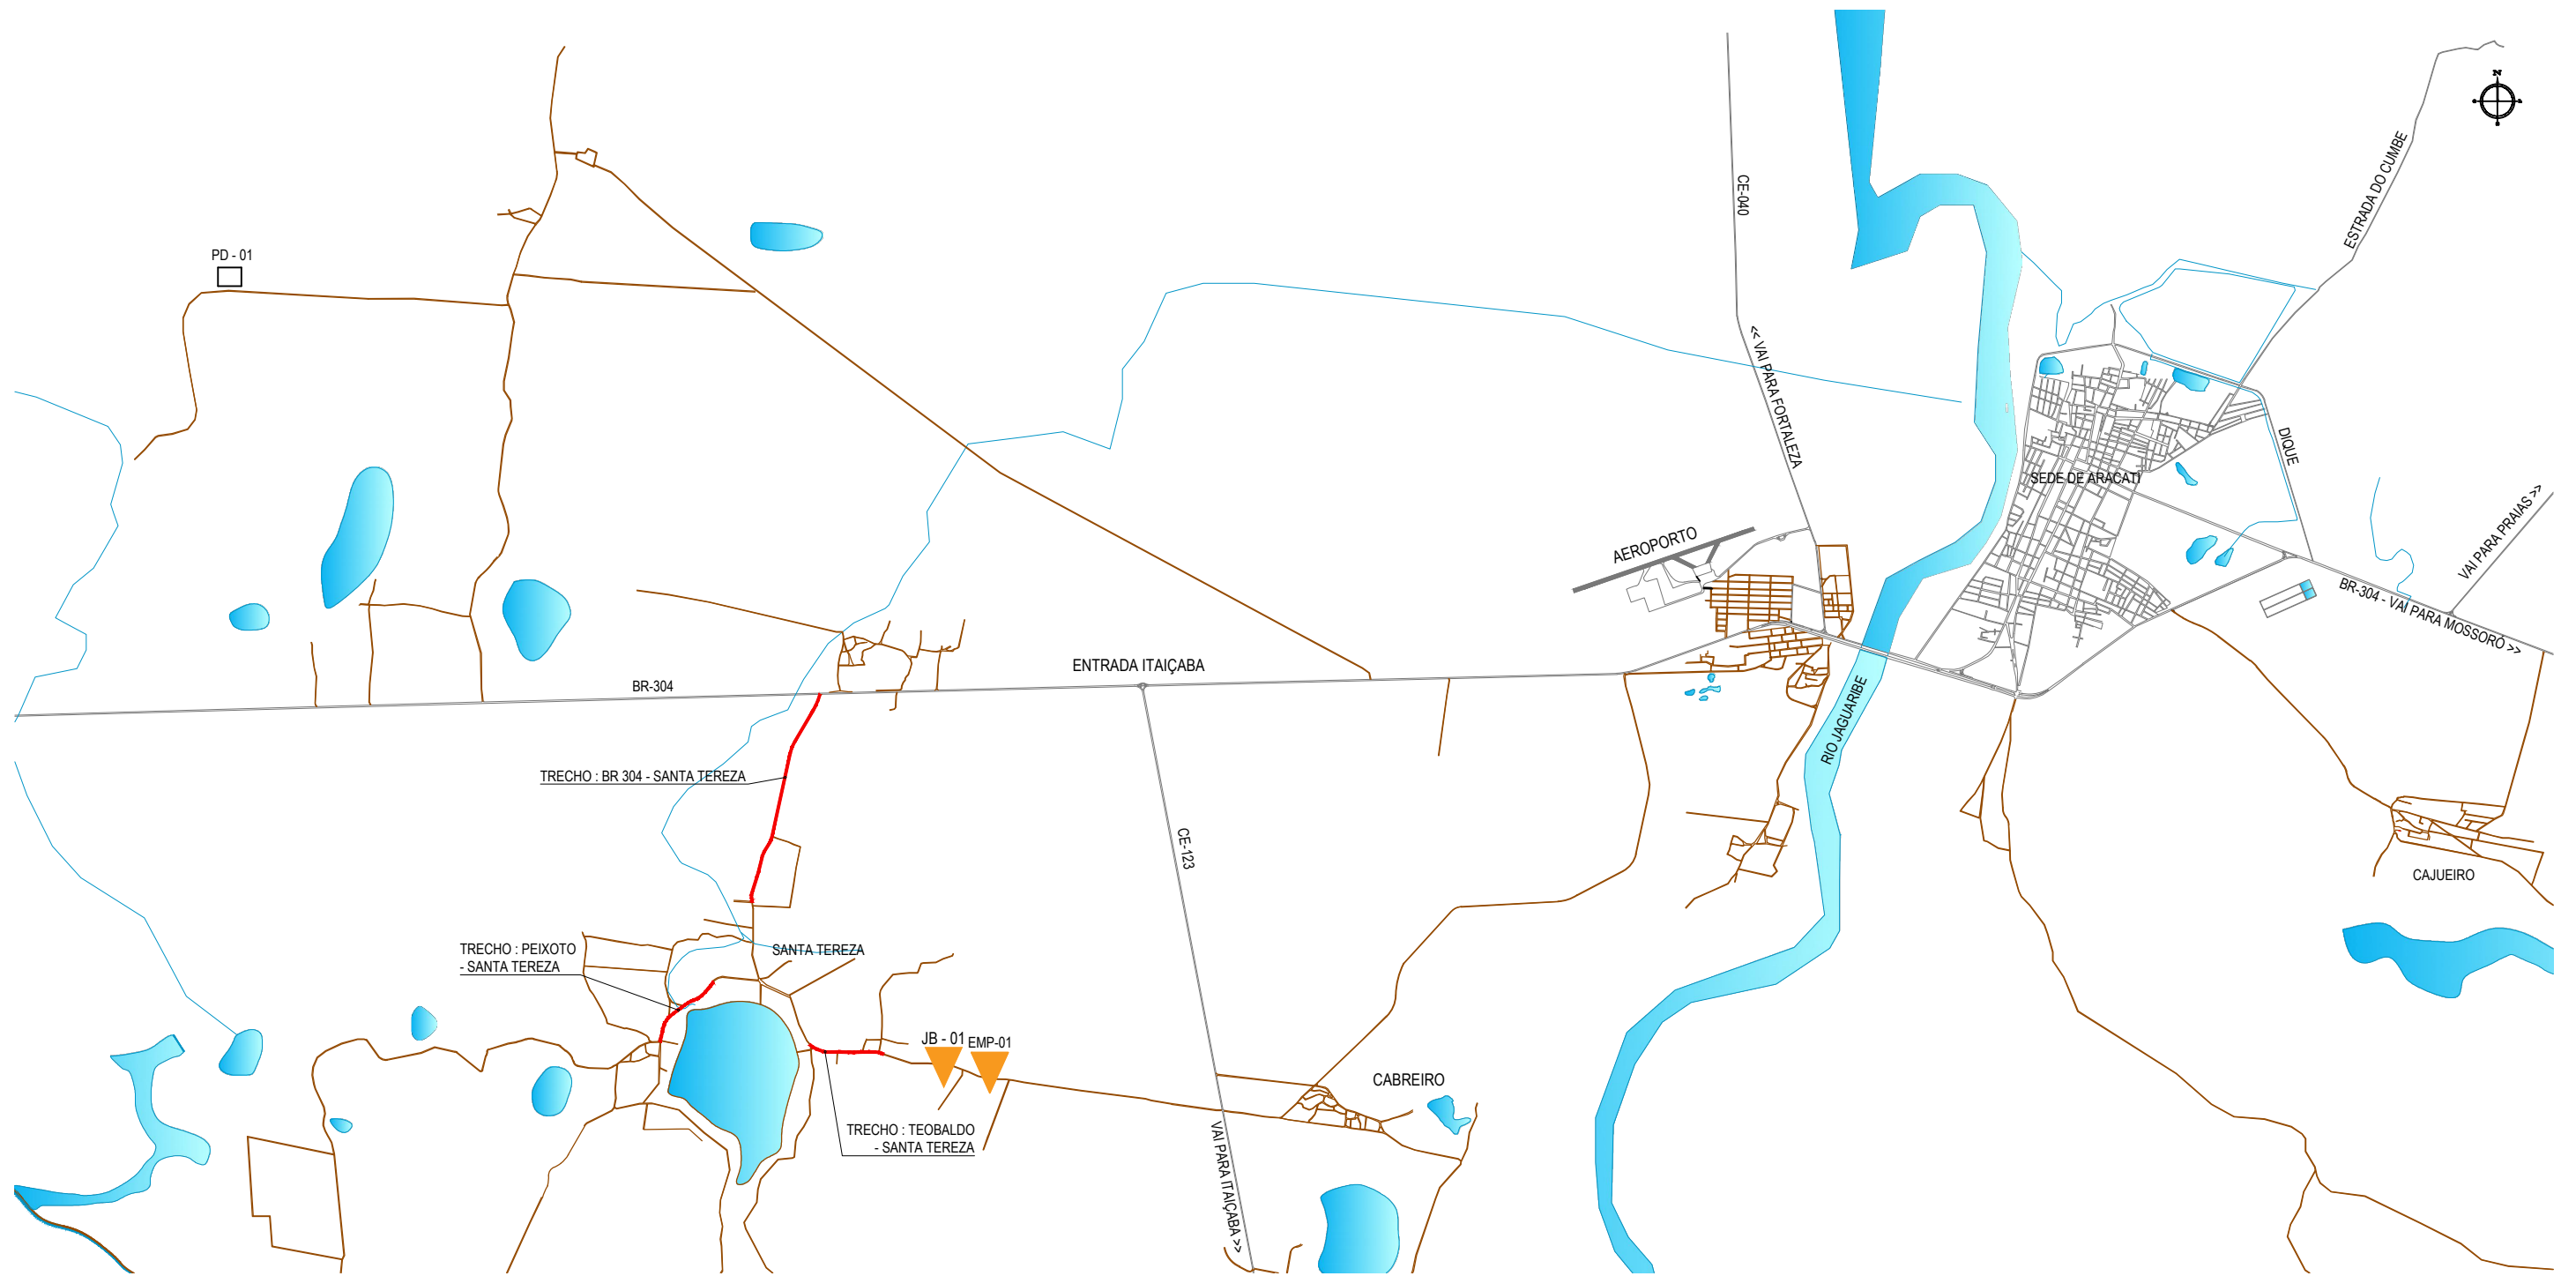 N
CE-040
ESTRADA DO CUMBE
PD - 01
<< VAI PARA FORTALEZA
DIQUE
SEDE DE ARACATI
VAI PARA PRAIAS >>
AEROPORTO
BR-304 - VAI PARA MOSSORÓ >>
ENTRADA ITAIÇABA
BR-304
RIO JAGUARIBE
TRECHO : BR 304 - SANTA TEREZA
CE-123
CAJUEIRO
TRECHO : PEIXOTO
- SANTA TEREZA
SANTA TEREZA
JB - 01
EMP-01
CABREIRO
TRECHO : TEOBALDO
- SANTA TEREZA
VAI PARA ITAIÇABA >>